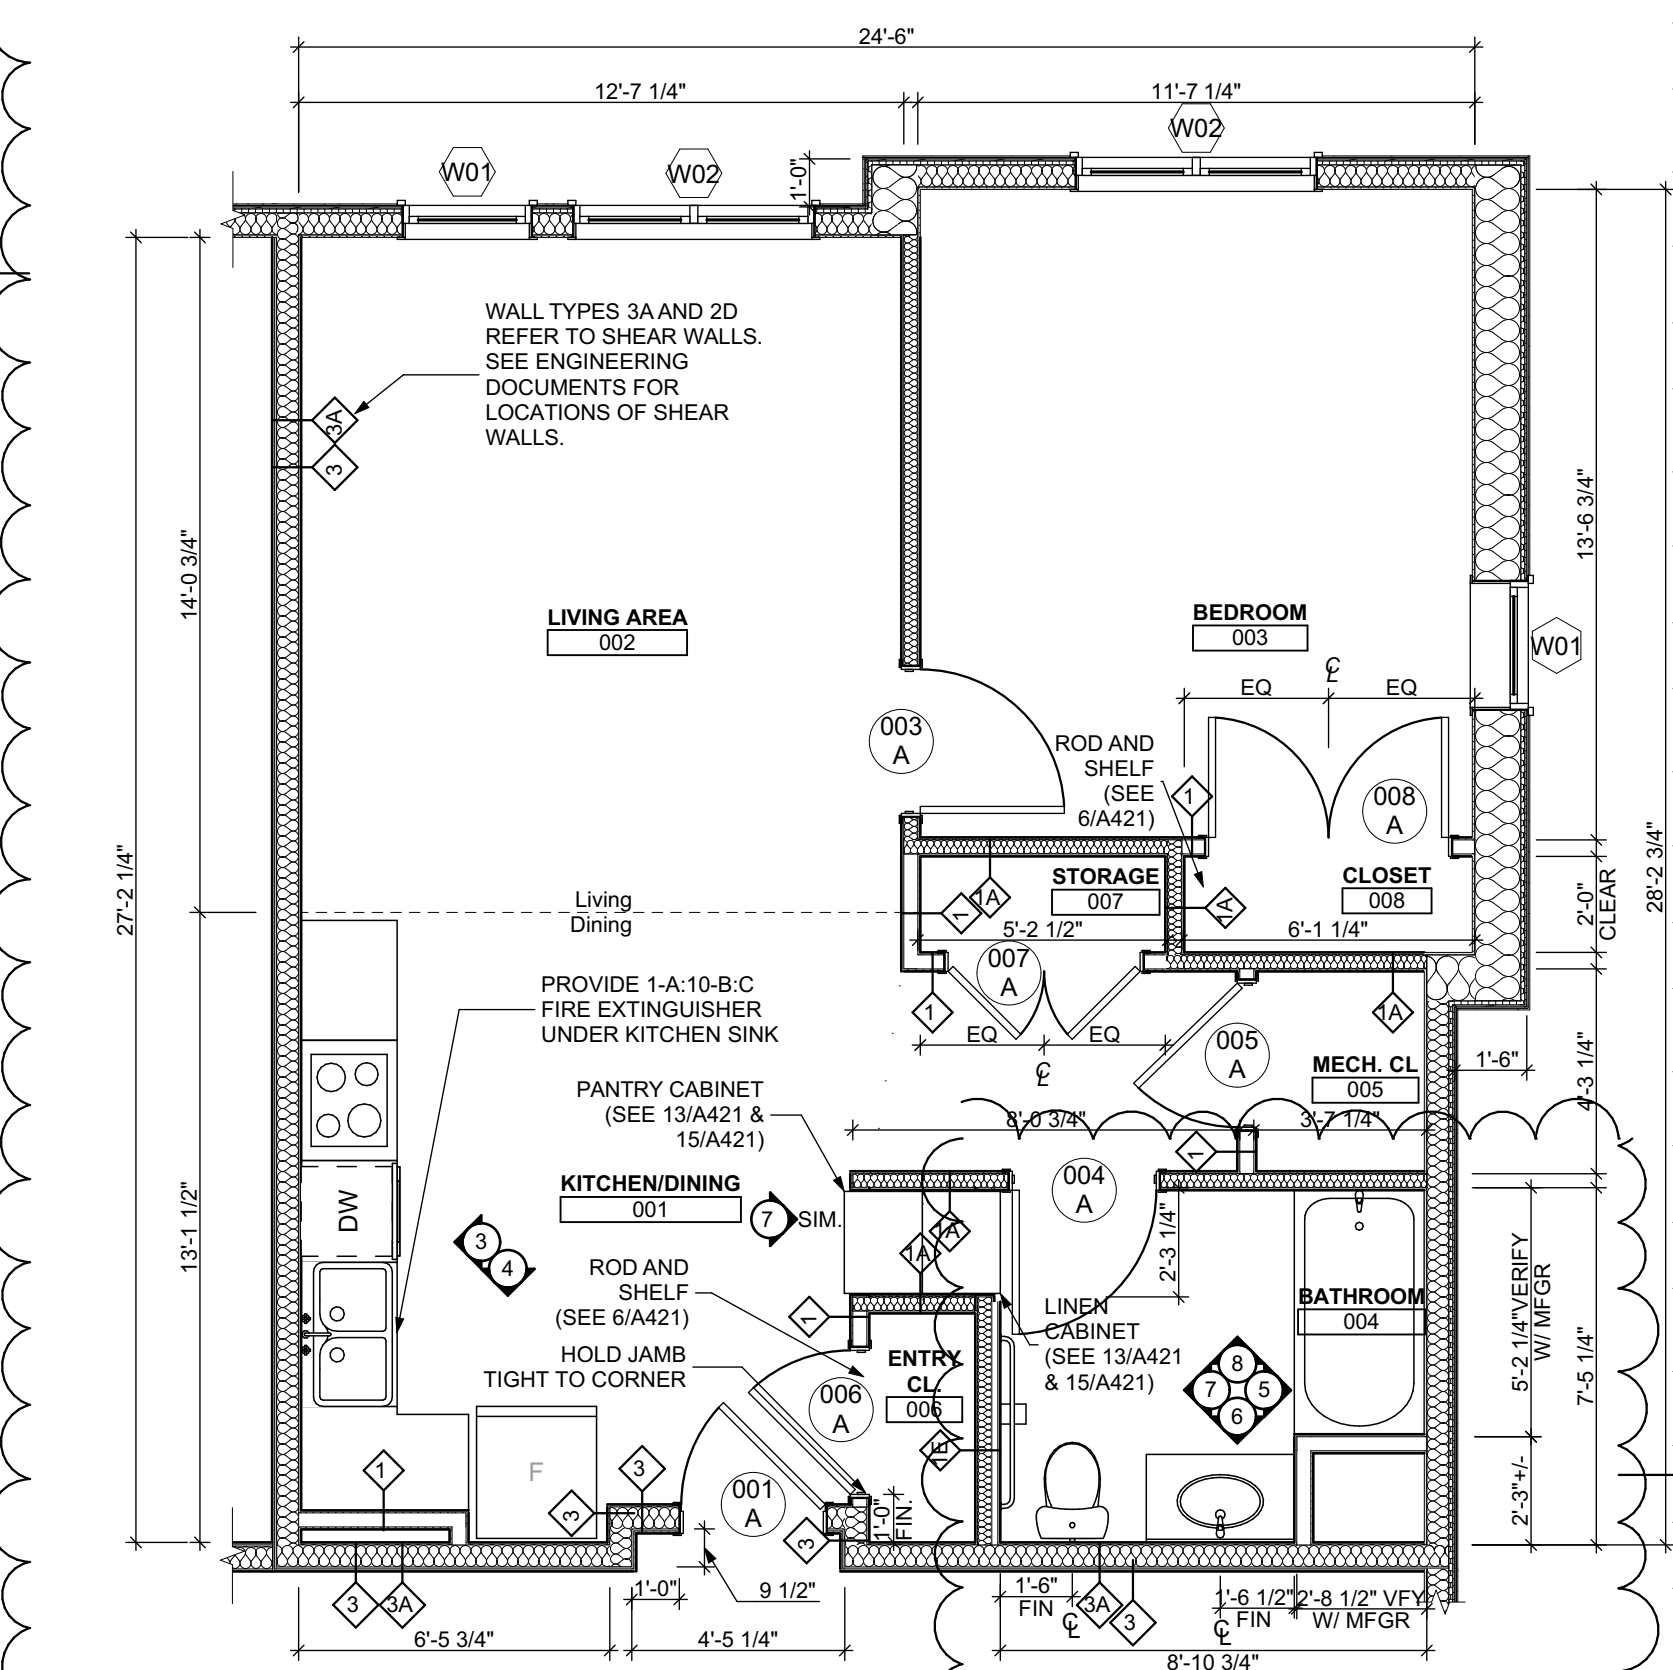 24'-6"
12'-7 1/4"
11'-7 1/4"
W02
W01
W02
1'-0"
WALL TYPES 3A AND 2D
REFER TO SHEAR WALLS.
SEE ENGINEERING
DOCUMENTS FOR
LOCATIONS OF SHEAR
WALLS.
3A
3
14'-0 3/4"
13'-6 3/4"
LIVING AREA
002
BEDROOM
003
W01
℄
EQ
EQ
003
A
ROD AND
SHELF
(SEE
6/A421)
1
008
A
27'-2 1/4"
28'-2 3/4"
STORAGE
007
CLOSET
008
1A
1
1A
2'-0"
CLEAR
Living
Dining
5'-2 1/2"
6'-1 1/4"
007
A
PROVIDE 1-A:10-B:C
FIRE EXTINGUISHER
UNDER KITCHEN SINK
1
1A
EQ
EQ
℄
005
A
MECH. CL
005
1'-6"
4'-3 1/4"
PANTRY CABINET
(SEE 13/A421 &
15/A421)
8'-0 3/4"
3'-7 1/4"
1
004
A
KITCHEN/DINING
001
7
SIM.
DW
13'-1 1/2"
3
4
1A
1A
2'-3 1/4"
5'-2 1/4"VERIFY
W/ MFGR
7'-5 1/4"
ROD AND
SHELF
(SEE 6/A421)
1
LINEN
CABINET
(SEE 13/A421
& 15/A421)
BATHROOM
004
HOLD JAMB
TIGHT TO CORNER
ENTRY
CL.
006
006
A
8
7
5
6
1E
1
F
3
3
001
A
3
1'-0"
FIN.
2'-3"+/-
3
3A
1'-0"
9 1/2"
1'-6"
FIN
℄
3A
3
1'-6 1/2"
FIN
℄
2'-8 1/2" VFY
W/ MFGR
6'-5 3/4"
4'-5 1/4"
8'-10 3/4"